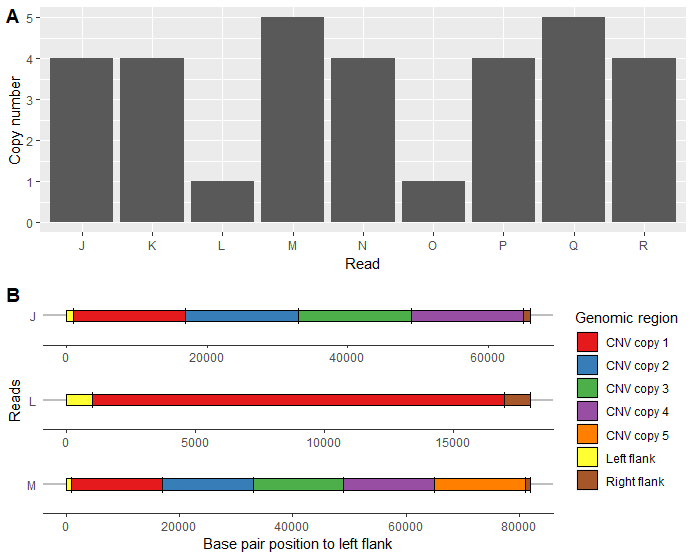 A
Copy number
5
4
3
2
1
0
J K L M N O P Q R
Read
B
Reads
J
0 20000 40000 60000
L
0 5000 10000 15000
M
0 20000 40000 60000 80000
Base pair position to left flank
Genomic region
CNV copy 1
CNV copy 2
CNV copy 3
CNV copy 4
CNV copy 5
Left flank
Right flank